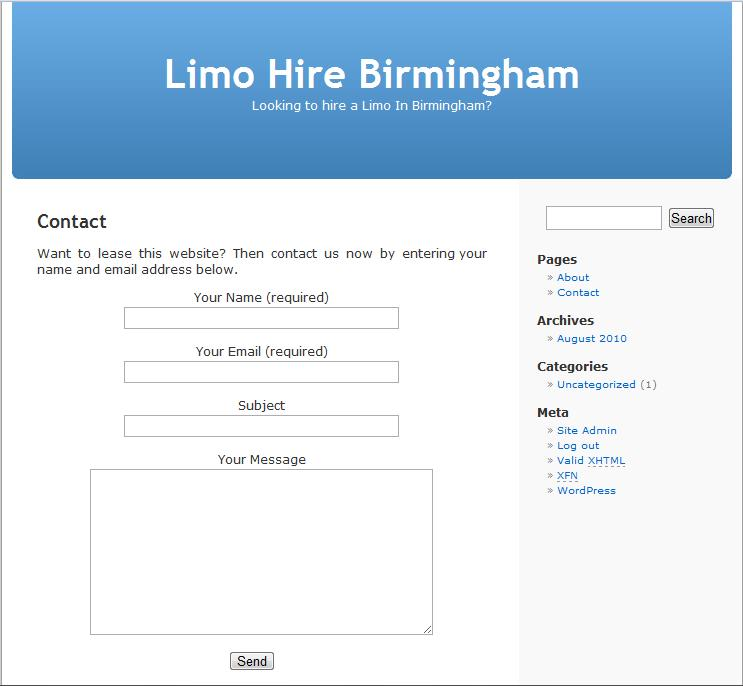 Limo Hire Birmingham
Looking to hire a Limo In Birmingham?
Contact
Want to lease this website? Then contact us now by entering your
name and email address below.
Your Name (required)
Your Email (required)
Subject
Your Message
Send
Search
Pages
» About
» Contact
Archives
» August 2010
Categories
» Uncategorized (1)
Meta
» Site Admin
» Log out
» Valid XHTML
» XFN
» WordPress